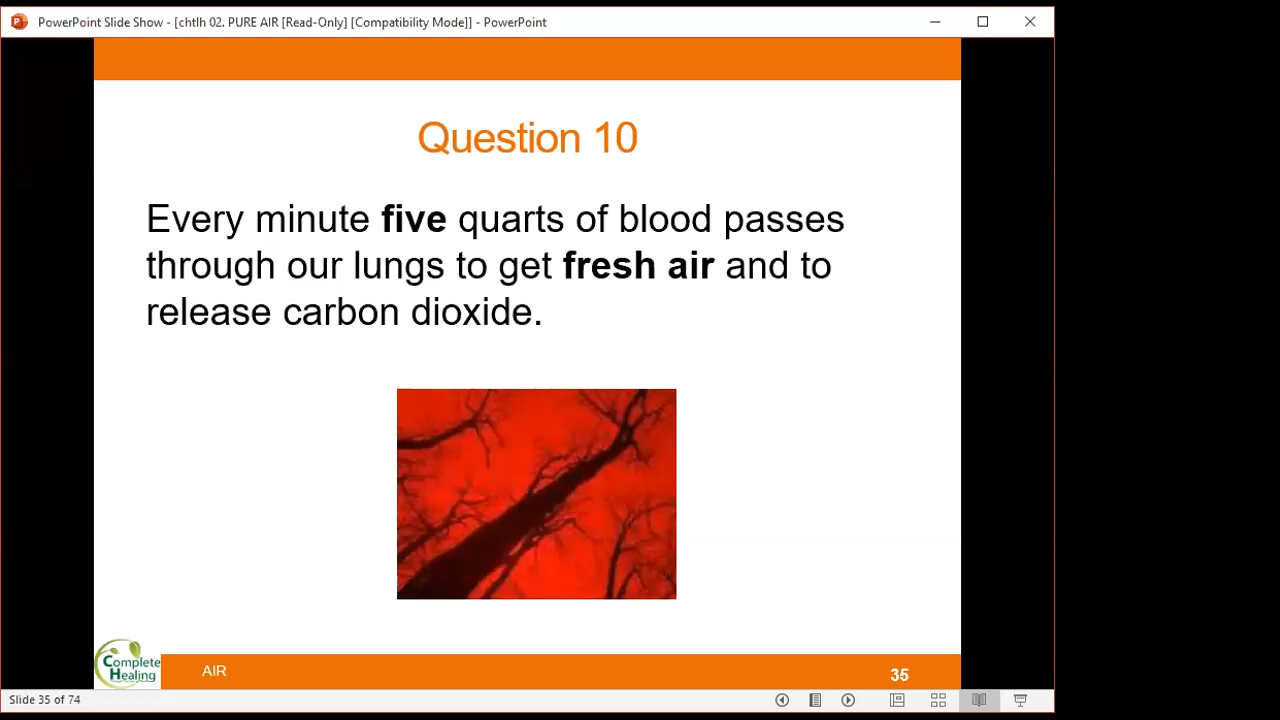 PowerPoint Slide Show - [chtlh 02. PURE AIR [Read-Only] [Compatibility Mode]] - PowerPoint
Question 10
Every minute five quarts of blood passes
through our lungs to get fresh air and to
release carbon dioxide.
Complete
Healing
AIR
35
Slide 35 of 74